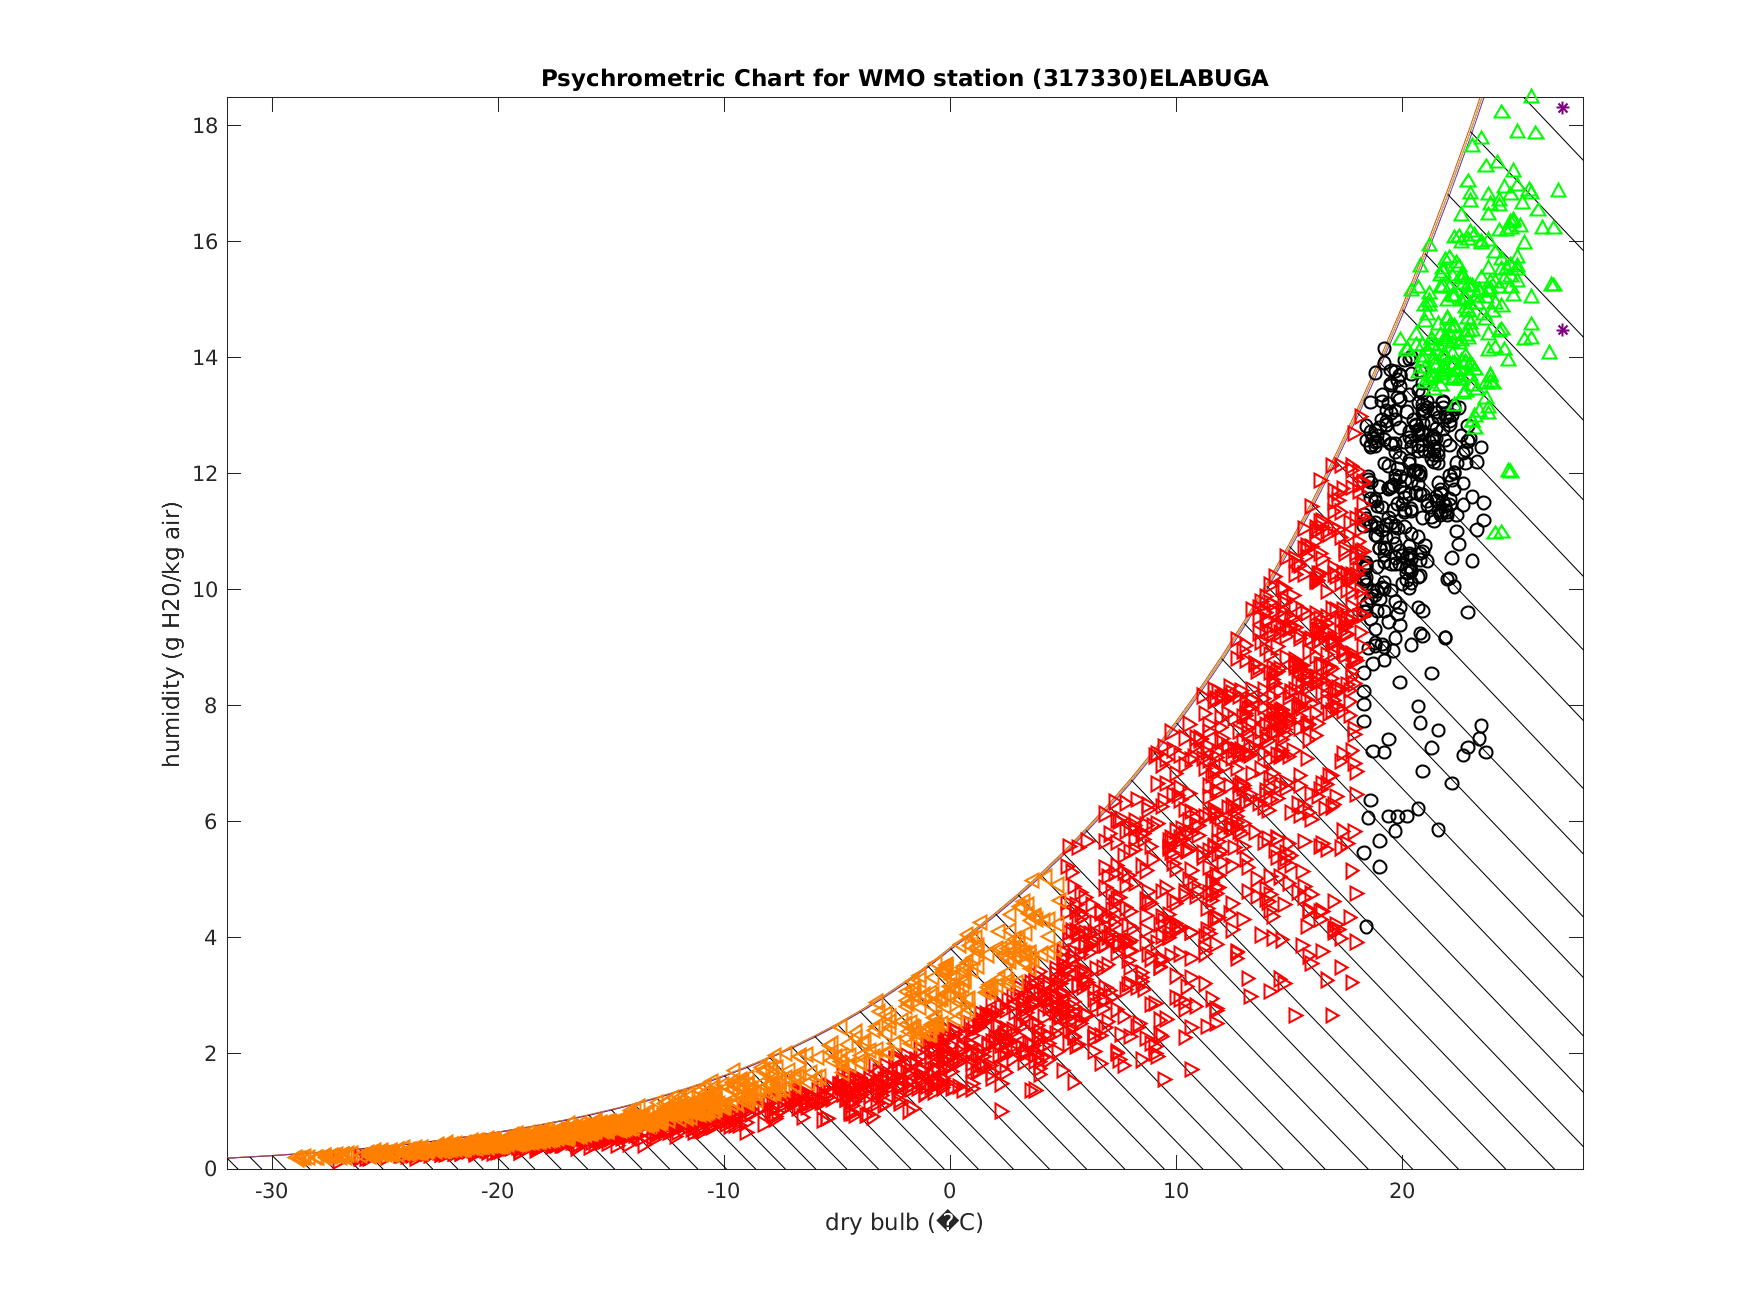 Psychrometric Chart for WMO station (317330)ELABUGA
18
16
14
12
10
8
6
4
2
0
humidity (g H20/kg air)
-30 -20 -10 0 10 20
dry bulb (�C)